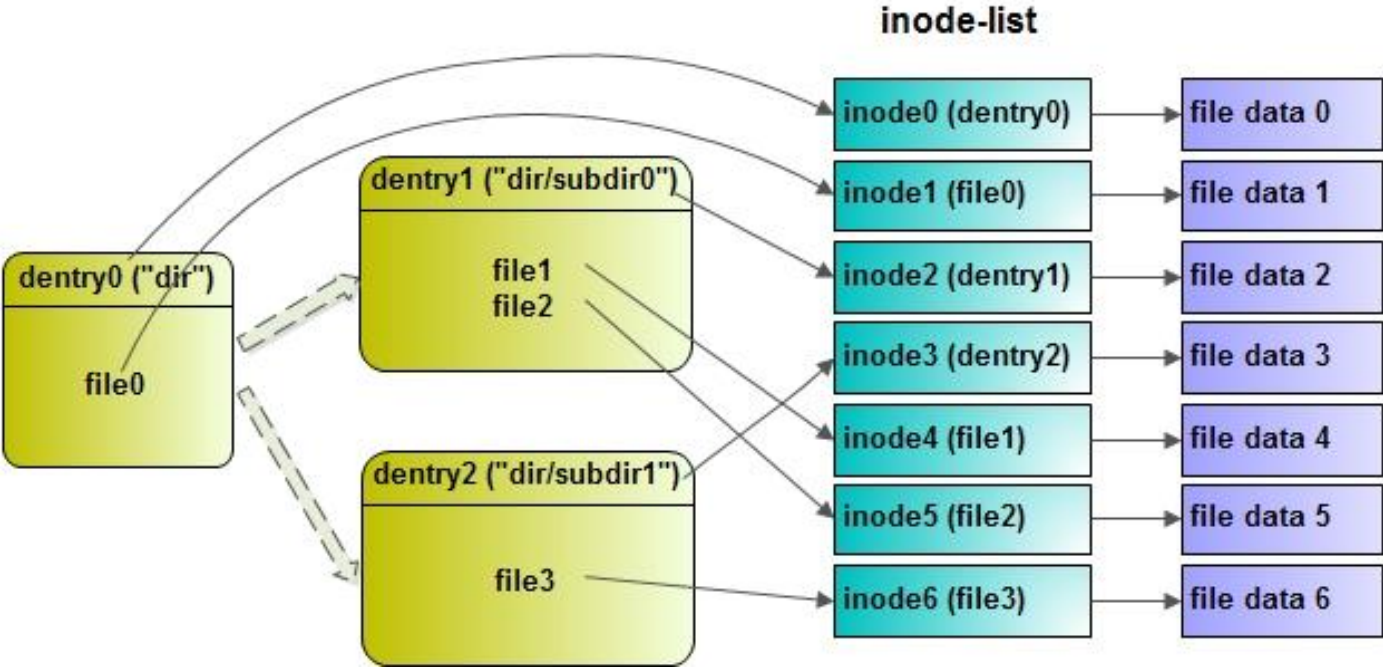 inode-list
dentry0 ("dir")
file0
dentry1 ("dir/subdir0")
file1
file2
dentry2 ("dir/subdir1")
file3
inode0 (dentry0)
file data 0
inode1 (file0)
file data 1
inode2 (dentry1)
file data 2
inode3 (dentry2)
file data 3
inode4 (file1)
file data 4
inode5 (file2)
file data 5
inode6 (file3)
file data 6